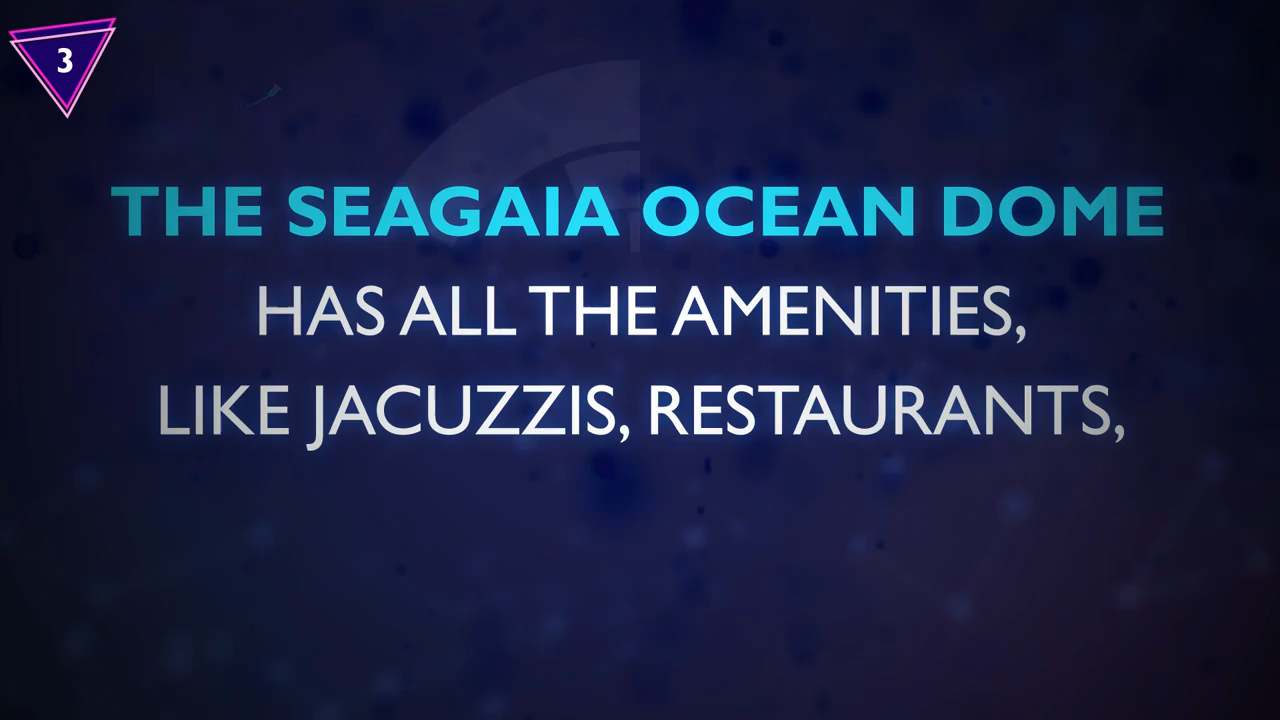 3
THE SEAGAIA OCEAN DOME
HAS ALL THE AMENITIES,
LIKE JACUZZIS, RESTAURANTS,